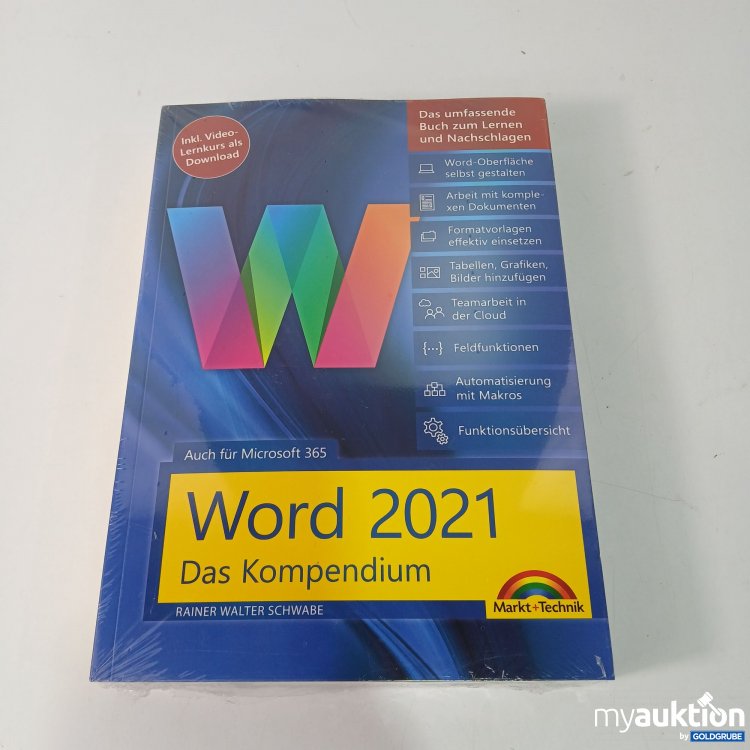 Inkl. Video-
Lernkurs als
Download
Das umfassende
Buch zum Lernen
und Nachschlagen
Word-Oberfläche
selbst gestalten
Arbeit mit komple-
xen Dokumenten
Formatvorlagen
effektiv einsetzen
Tabellen, Grafiken,
Bilder hinzufügen
Teamarbeit in
der Cloud
{···} Feldfunktionen
Automatisierung
mit Makros
Funktionsübersicht
W
Auch für Microsoft 365
Word 2021
Das Kompendium
RAINER WALTER SCHWABE
Markt+Technik
myauktion
by GOLDGRUBE